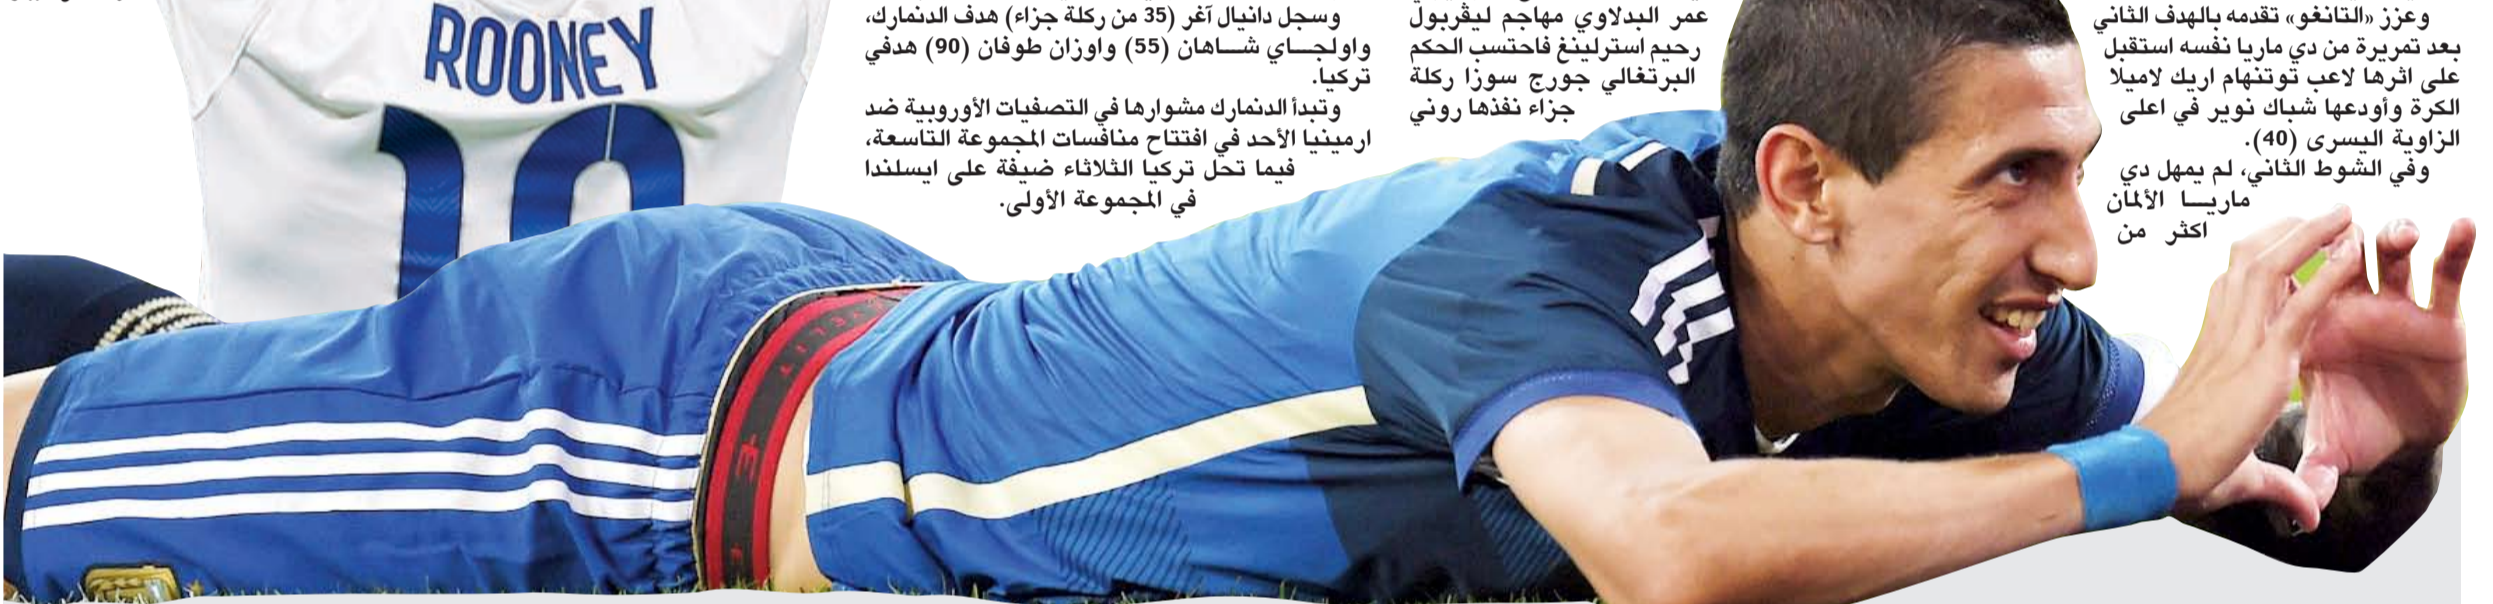 وعزز «التانغو» تقدمه بالهدف الثاني
بعد تمريرة من دي ماريا نفسه استقبل
على اثرها لاعب توتنهام اريك لاميلا
الكرة وأودعها شباك نوير في اعلى
الزاوية اليسرى (40).
وفي الشوط الثاني، لم يمهل دي
ماريـــا الألمان
اكثر من
عمر البدلاوي مهاجم ليڤربول
رحيم استرلينغ فاحتسب الحكم
البرتغالي جورج سوزا ركلة
جزاء نفذها روني
وسجل دانيال آغر (35 من ركلة جزاء) هدف الدنمارك،
واولجـــاي شـــاهان (55) واوزان طوفان (90) هدفي
تركيا.
وتبدأ الدنمارك مشوارها في التصفيات الأوروبية ضد
ارمينيا الأحد في افتتاح منافسات المجموعة التاسعة،
فيما تحل تركيا الثلاثاء ضيفة على ايسلندا
في المجموعة الأولى.
ROONEY
10